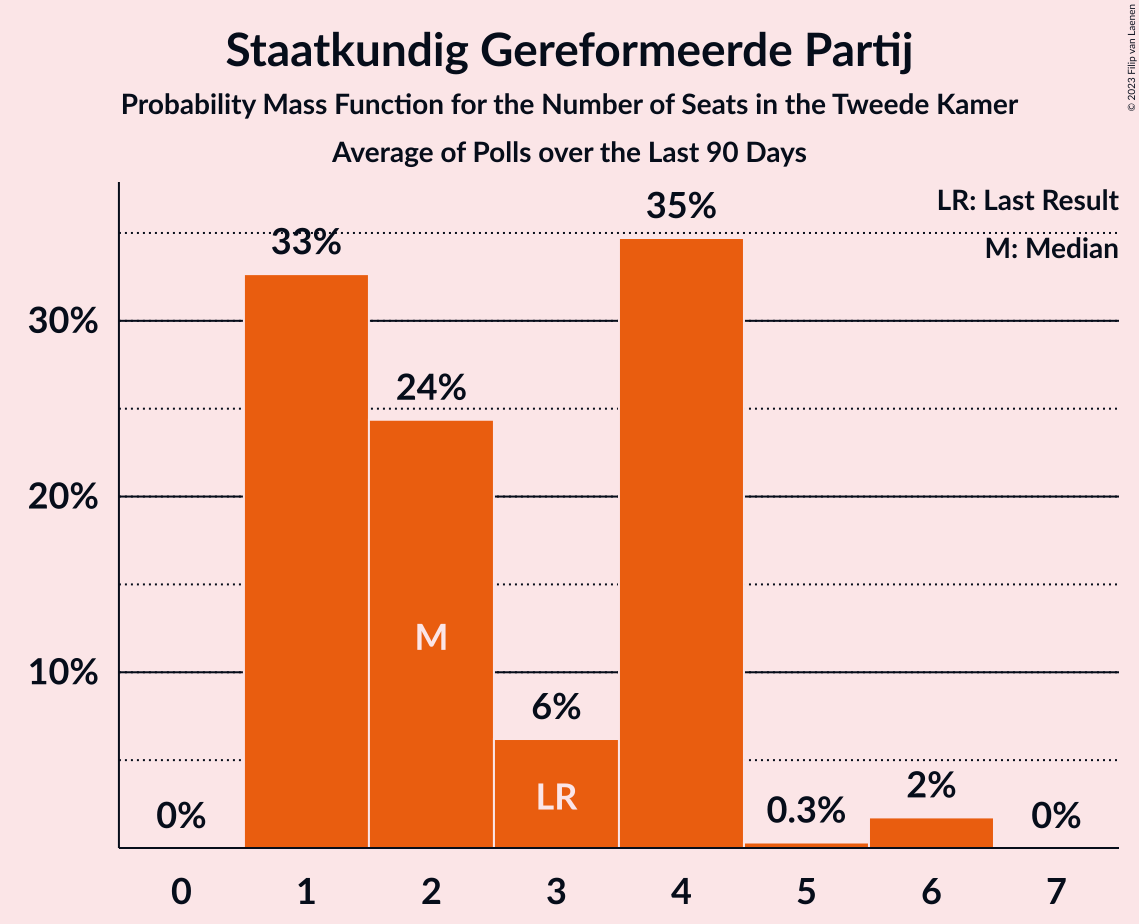 Staatkundig Gereformeerde Partij
Probability Mass Function for the Number of Seats in the Tweede Kamer
Average of Polls over the Last 90 Days
© 2023 Filip van Laenen
LR: Last Result
M: Median
35%
33%
30%
24%
20%
M
10%
6%
LR
2%
0.3%
0%
0%
0 1 2 3 4 5 6 7